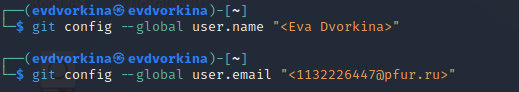 ┌──(evdvorkina㉿evdvorkina)-[~]
└─$ git config --global user.name "<Eva Dvorkina>"
┌──(evdvorkina㉿evdvorkina)-[~]
└─$ git config --global user.email "<1132226447@pfur.ru>"